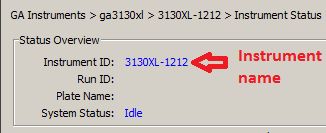 GA Instruments > ga3130xl > 3130XL-1212 > Instrument Status
Status Overview
Instrument ID: 3130XL-1212 Instrument
name
Run ID:
Plate Name:
System Status: Idle